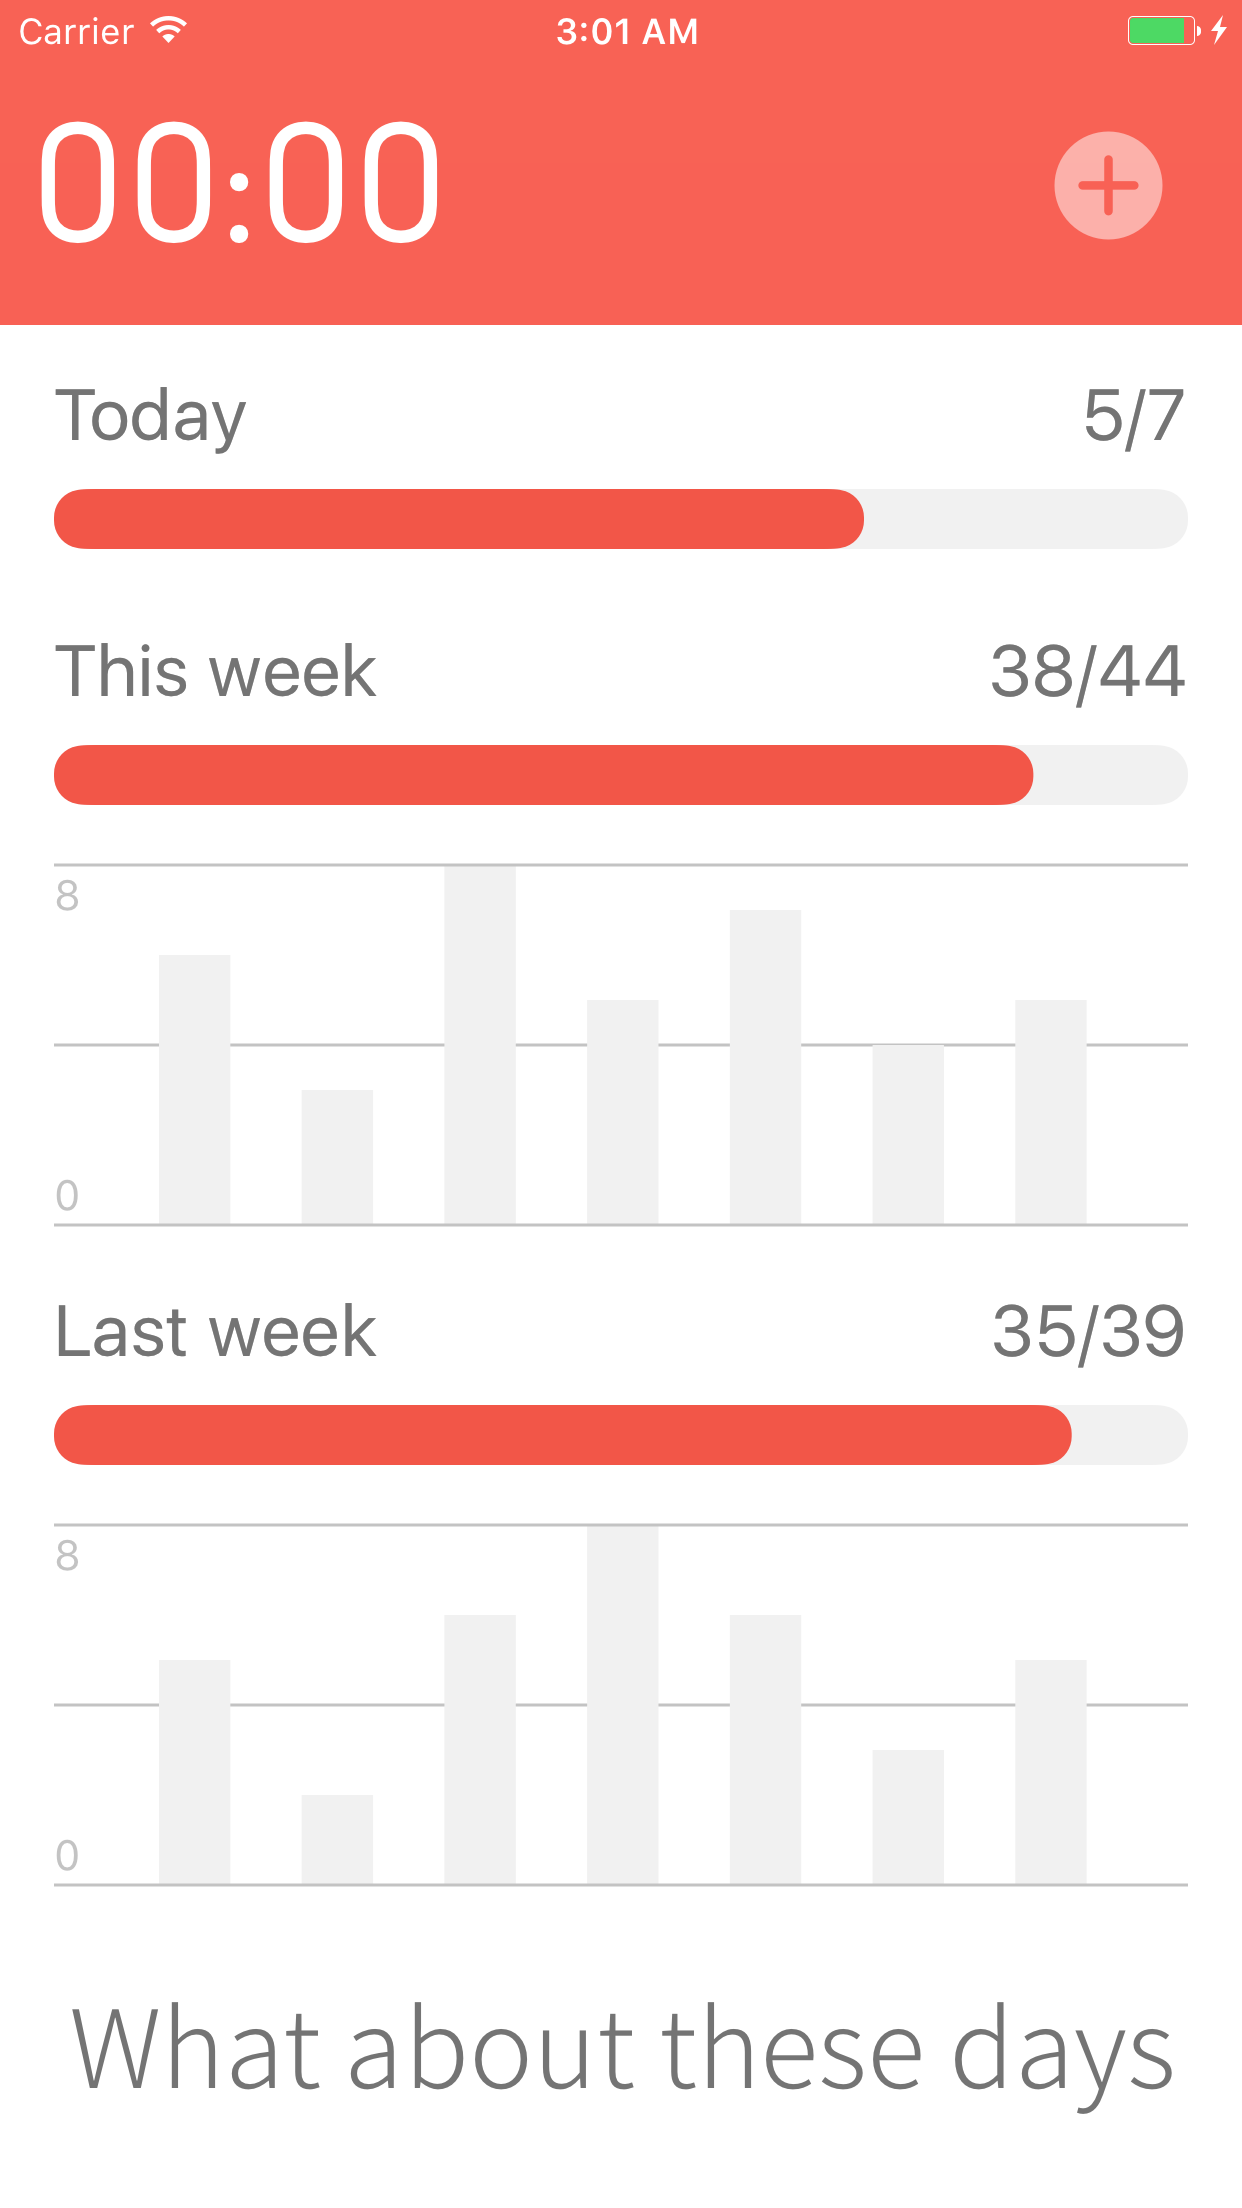 Carrier 3:01 AM
00:00
Today 5/7
This week 38/44
8
0
Last week 35/39
8
0
What about these days